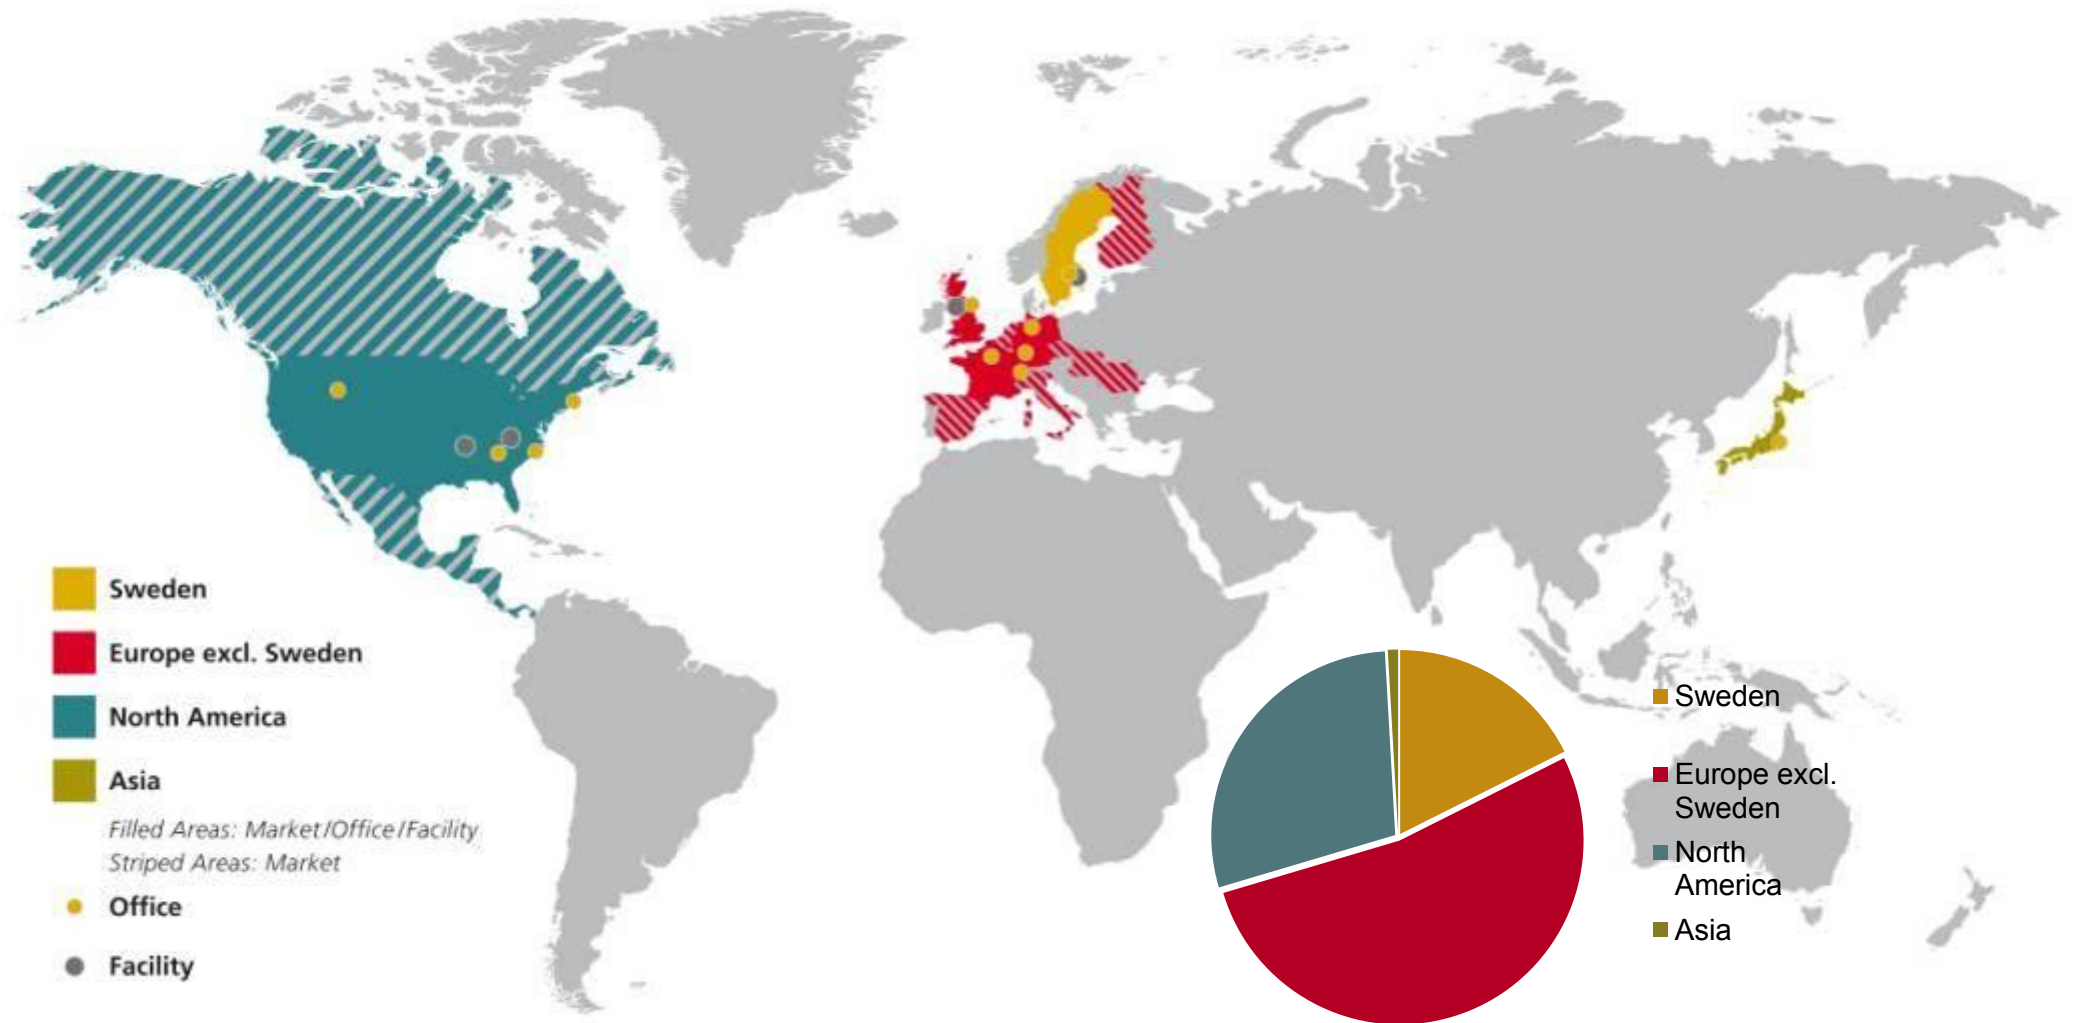 Sweden
Europe excl. Sweden
North America
Asia
Filled Areas: Market/Office/Facility
Striped Areas: Market
Office
Facility
Sweden
Europe excl.
Sweden
North
America
Asia